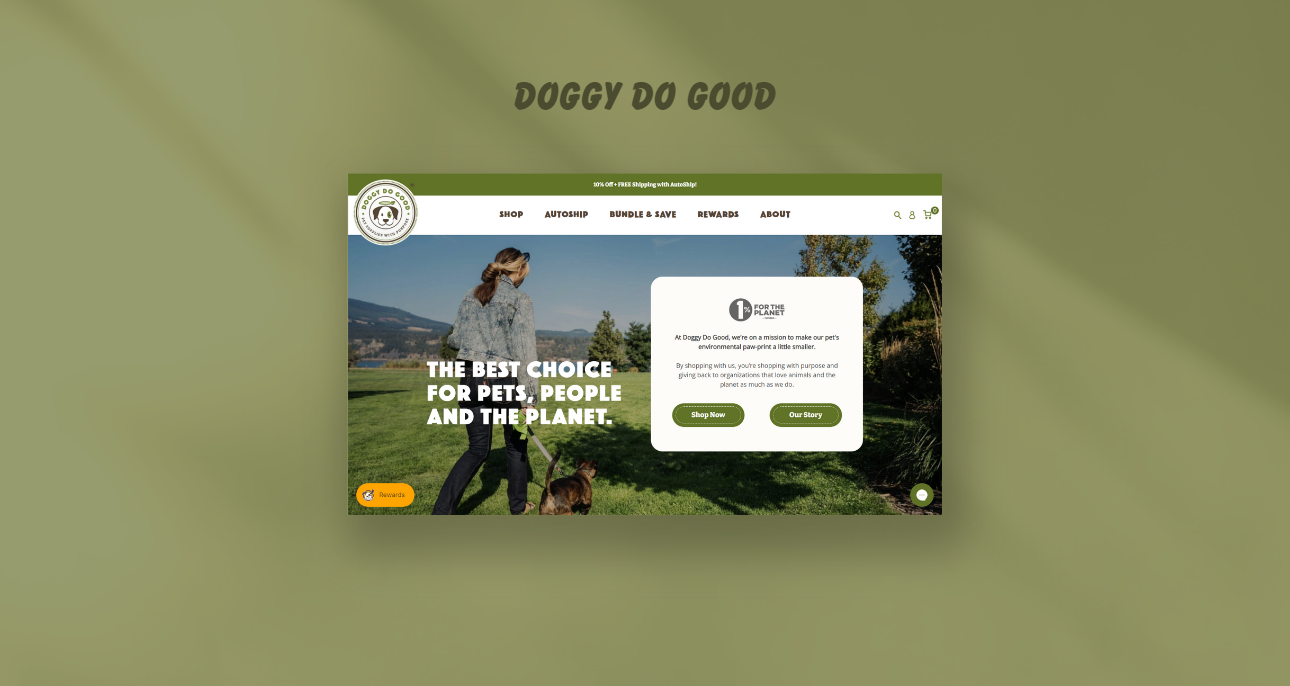 DOGGY DO GOOD
10% Off + FREE Shipping with AutoShip!
DOGGY DO GOOD
PET SUPPLIES WITH PURPOSE
SHOP AUTOSHIP BUNDLE & SAVE REWARDS ABOUT
0
1% FOR THE
PLANET
At Doggy Do Good, we're on a mission to make our pet's
environmental paw-print a little smaller.
By shopping with us, you're shopping with purpose and
giving back to organizations that love animals and the
planet as much as we do.
THE BEST CHOICE
FOR PETS, PEOPLE
AND THE PLANET.
Shop Now Our Story
Rewards